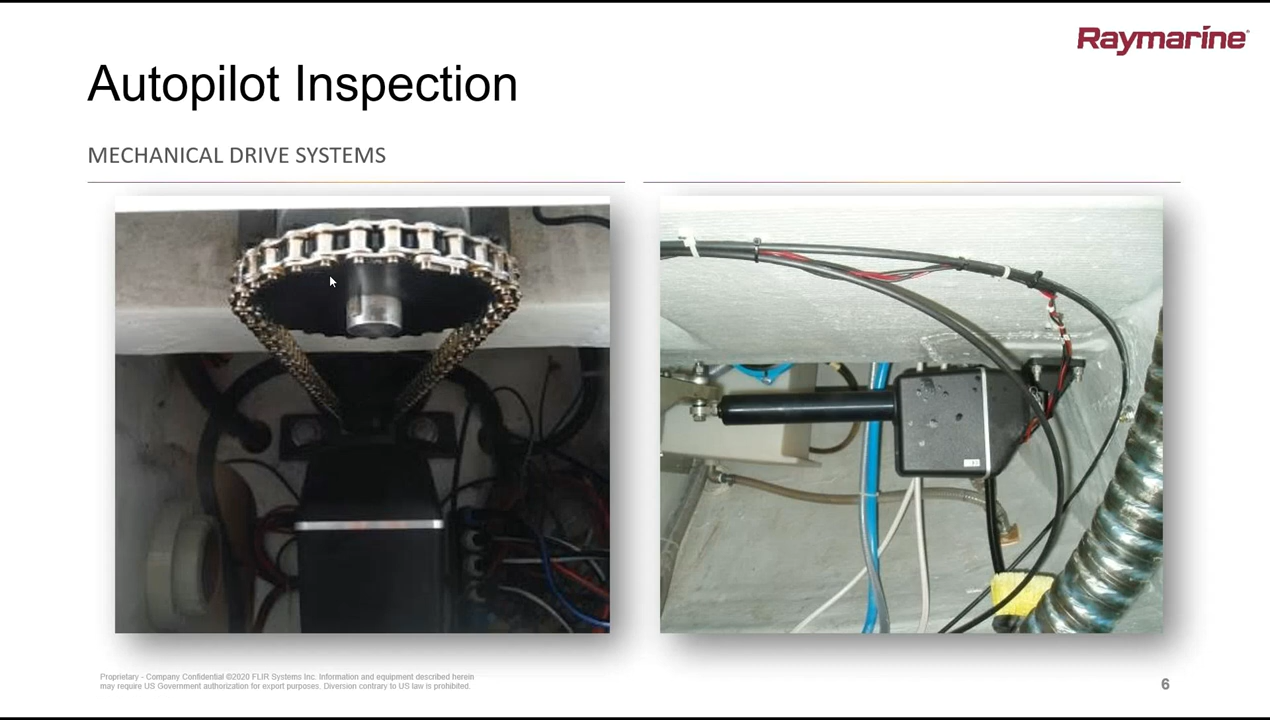 Raymarine
Autopilot Inspection
MECHANICAL DRIVE SYSTEMS
Proprietary - Company Confidential ©2020 FLIR Systems Inc. Information and equipment described herein
may require US Government authorization for export purposes. Diversion contrary to US law is prohibited.
6